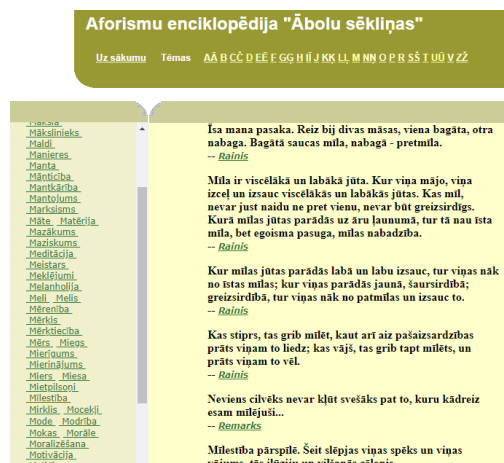 Aforismu enciklopēdija "Ābolu sēkliņas"
Uz sākumu Tēmas AĀ B CČ D EĒ F GĢ H IĪ J KĶ LĻ M NŅ O P R SŠ T UŪ V ZŽ
Māksla
Mākslinieks
Maldi
Manieres
Manta
Mānticība
Mantkārība
Mantojums
Marksisms
Māte Matērija
Mazākums
Maziskums
Meditācija
Meistars
Meklējumi
Melanholija
Meli Melis
Mērenība
Mērķis
Mērktiecība
Mērs Miegs
Mierīgums
Mierinājums
Miers Miesa
Mietpilsoņi
Mīlestība
Mirklis Mocekļi
Mode Modrība
Mokas Morāle
Moralizēšana
Motivācija
Īsa mana pasaka. Reiz bij divas māsas, viena bagāta, otra
nabaga. Bagātā saucas mīla, nabagā - pretmīla.
-- Rainis
Mīla ir viscēlākā un labākā jūta. Kur viņa mājo, viņa
izceļ un izsauc viscēlākās un labākās jūtas. Kas mīl,
nevar just naidu ne pret vienu, nevar būt greizsirdīgs.
Kurā mīlas jūtas parādās uz āru ļaunumā, tur tā nau īsta
mīla, bet egoisma pasuga, mīlas nabadzība.
-- Rainis
Kur mīlas jūtas parādās labā un labu izsauc, tur viņas nāk
no īstas mīlas; kur viņas parādās jaunā, šaursirdībā;
greizsirdībā, tur viņas nāk no patmīlas un izsauc to.
-- Rainis
Kas stiprs, tas grib mīlēt, kaut arī aiz pašaizsardzības
prāts viņam to liedz; kas vājš, tas grib tapt mīlēts, un
prāts viņam to vēl.
-- Rainis
Neviens cilvēks nevar kļūt svešāks pat to, kuru kādreiz
esam mīlējuši...
-- Remarks
Mīlestība pārspīlē. Šeit slēpjas viņas spēks un viņas